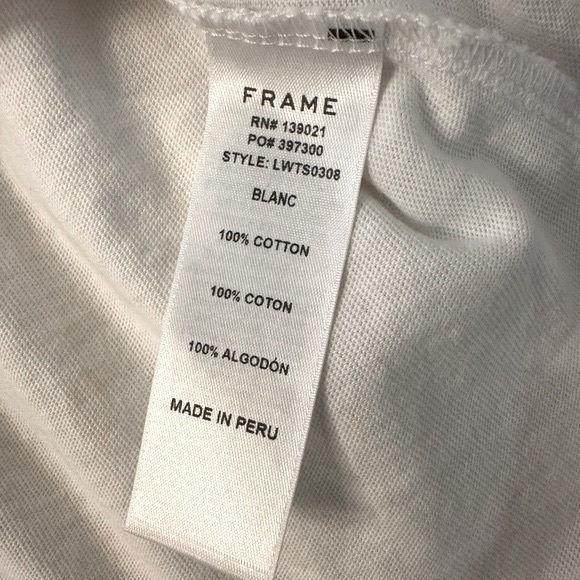 FRAME
RN# 139021
PO# 397300
STYLE: LWTS0308
BLANC
100% COTTON
100% COTON
100% ALGODÓN
MADE IN PERU